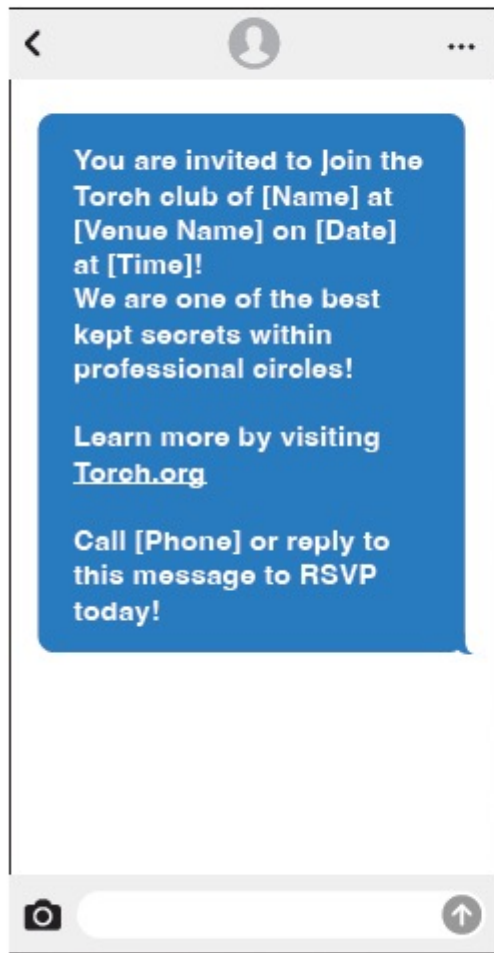 You are invited to Join the
Torch club of [Name] at
[Venue Name] on [Date]
at [Time]!
We are one of the best
kept secrets within
professional circles!
Learn more by visiting
Torch.org
Call [Phone] or reply to
this message to RSVP
today!